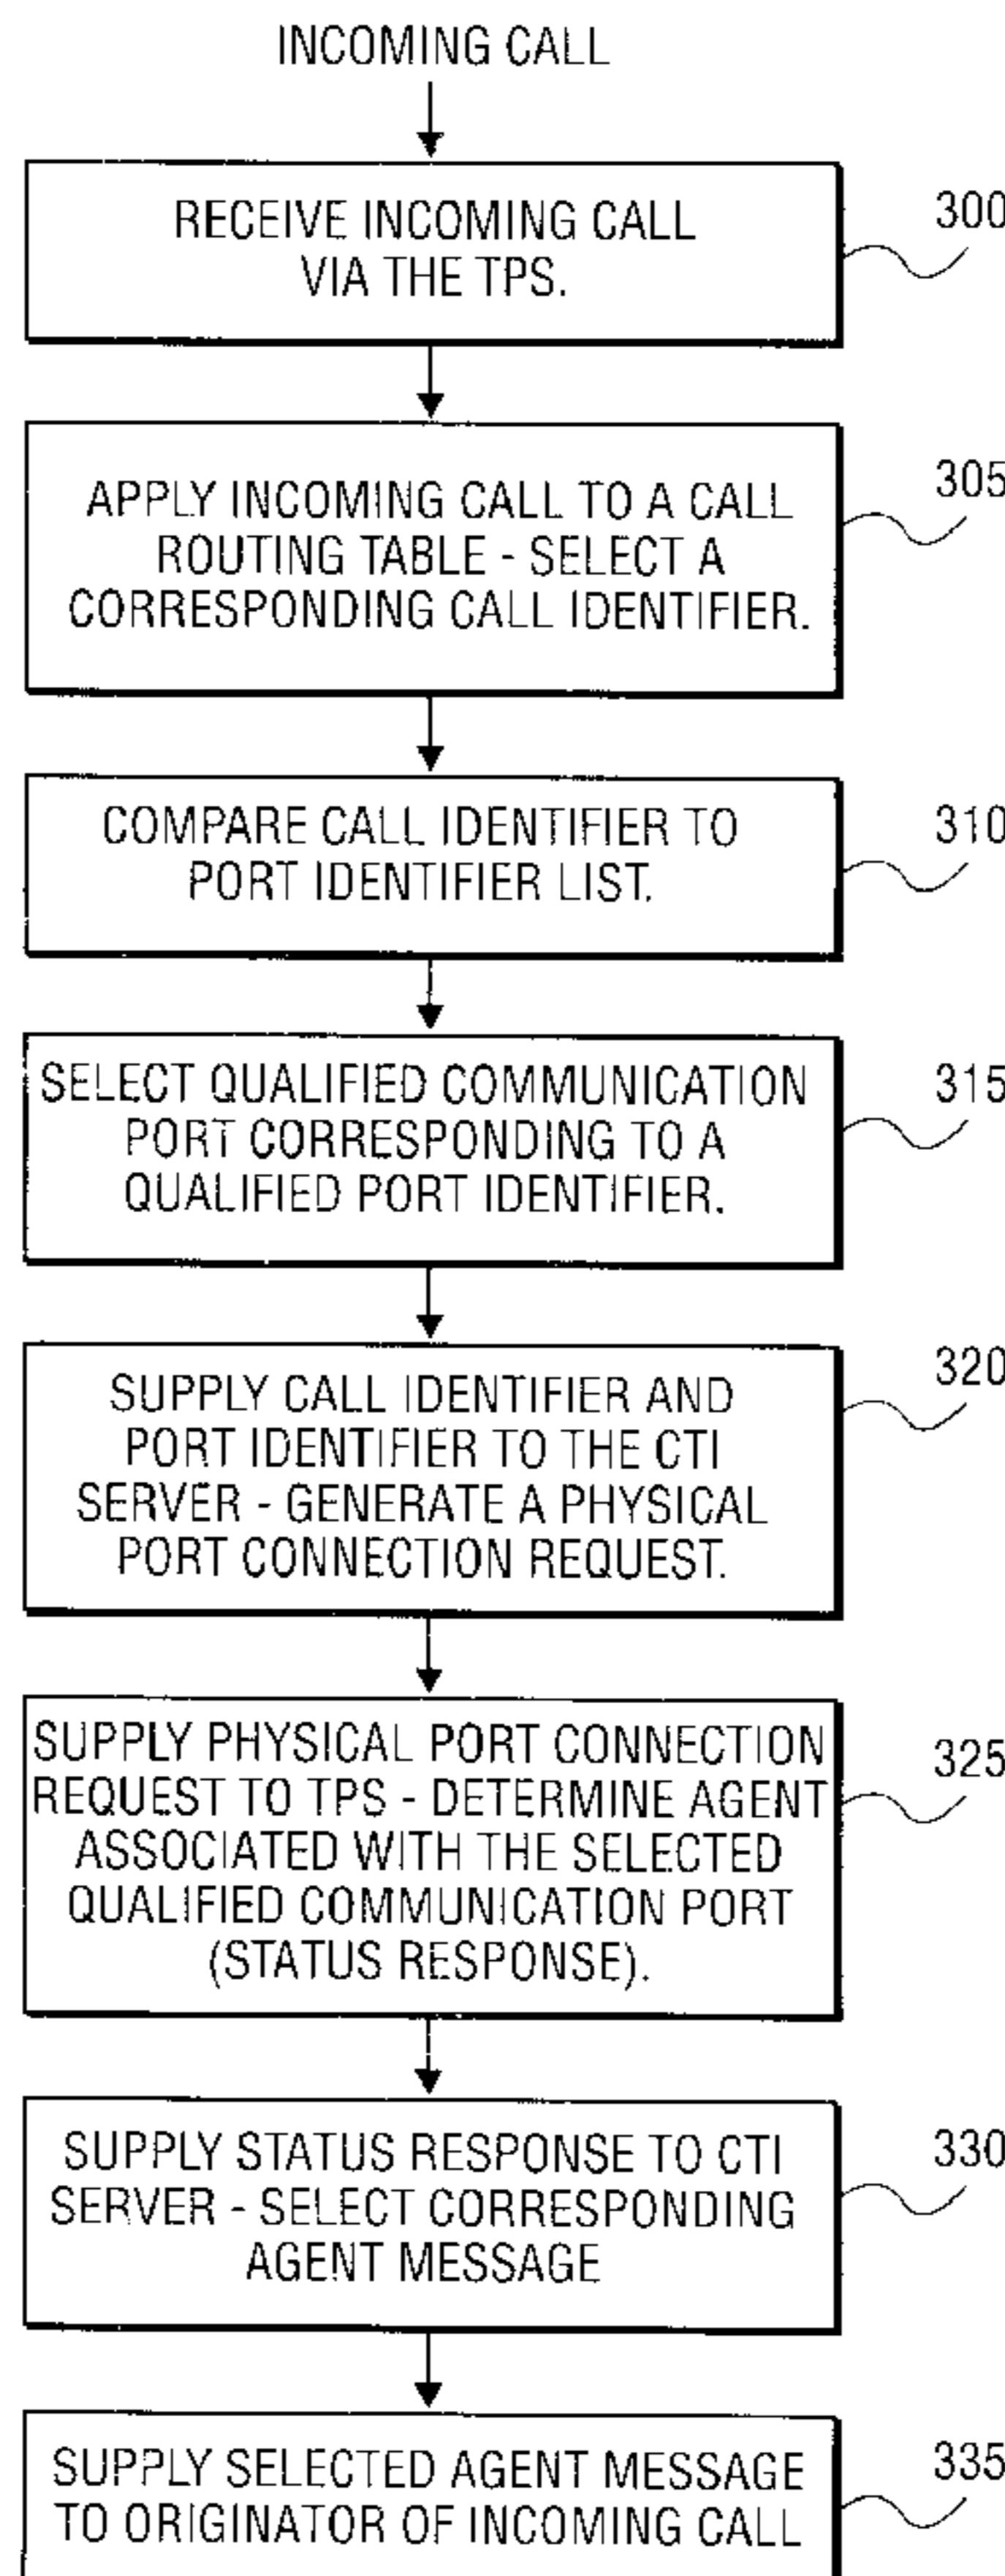 INCOMING CALL
RECEIVE INCOMING CALL
VIA THE TPS.
300
APPLY INCOMING CALL TO A CALL
ROUTING TABLE - SELECT A
CORRESPONDING CALL IDENTIFIER.
305
COMPARE CALL IDENTIFIER TO
PORT IDENTIFIER LIST.
310
SELECT QUALIFIED COMMUNICATION
PORT CORRESPONDING TO A
QUALIFIED PORT IDENTIFIER.
315
SUPPLY CALL IDENTIFIER AND
PORT IDENTIFIER TO THE CTI
SERVER - GENERATE A PHYSICAL
PORT CONNECTION REQUEST.
320
SUPPLY PHYSICAL PORT CONNECTION
REQUEST TO TPS - DETERMINE AGENT
ASSOCIATED WITH THE SELECTED
QUALIFIED COMMUNICATION PORT
(STATUS RESPONSE).
325
SUPPLY STATUS RESPONSE TO CTI
SERVER - SELECT CORRESPONDING
AGENT MESSAGE
330
SUPPLY SELECTED AGENT MESSAGE
TO ORIGINATOR OF INCOMING CALL
335